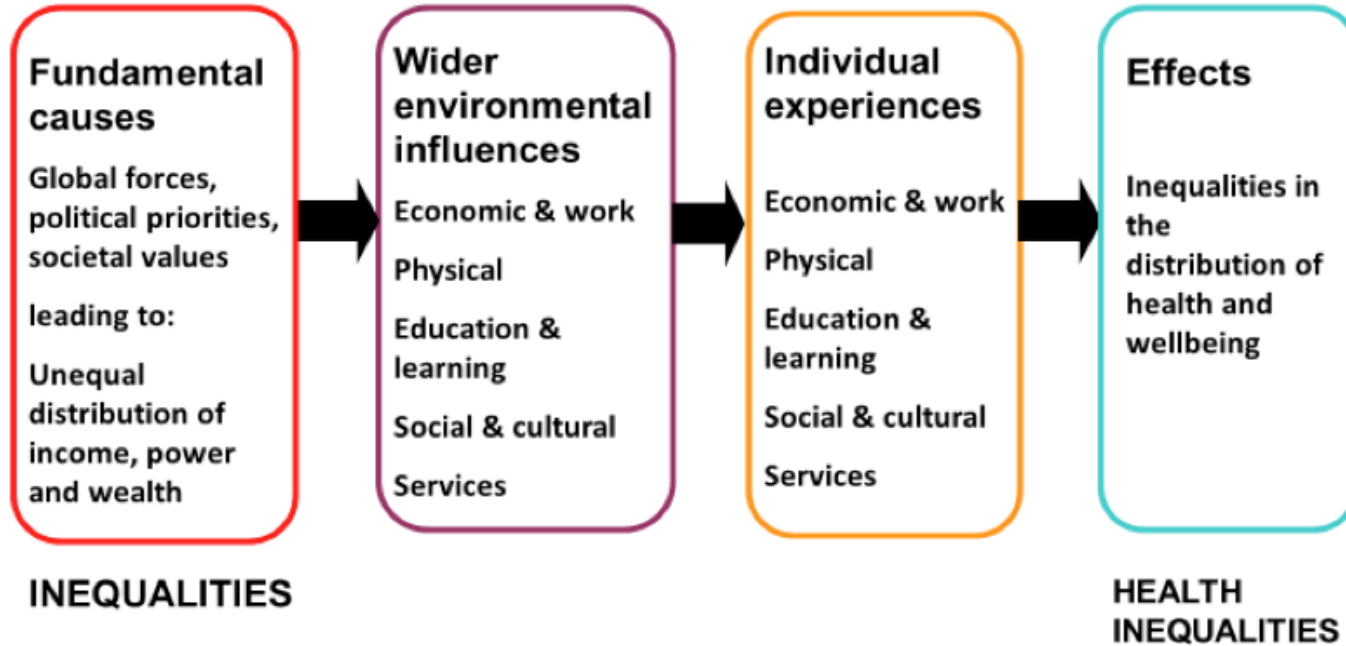 Fundamental
causes
Global forces,
political priorities,
societal values
leading to:
Unequal
distribution of
income, power
and wealth
INEQUALITIES
Wider
environmental
influences
Economic & work
Physical
Education &
learning
Social & cultural
Services
Individual
experiences
Economic & work
Physical
Education &
learning
Social & cultural
Services
Effects
Inequalities in
the
distribution of
health and
wellbeing
HEALTH
INEQUALITIES